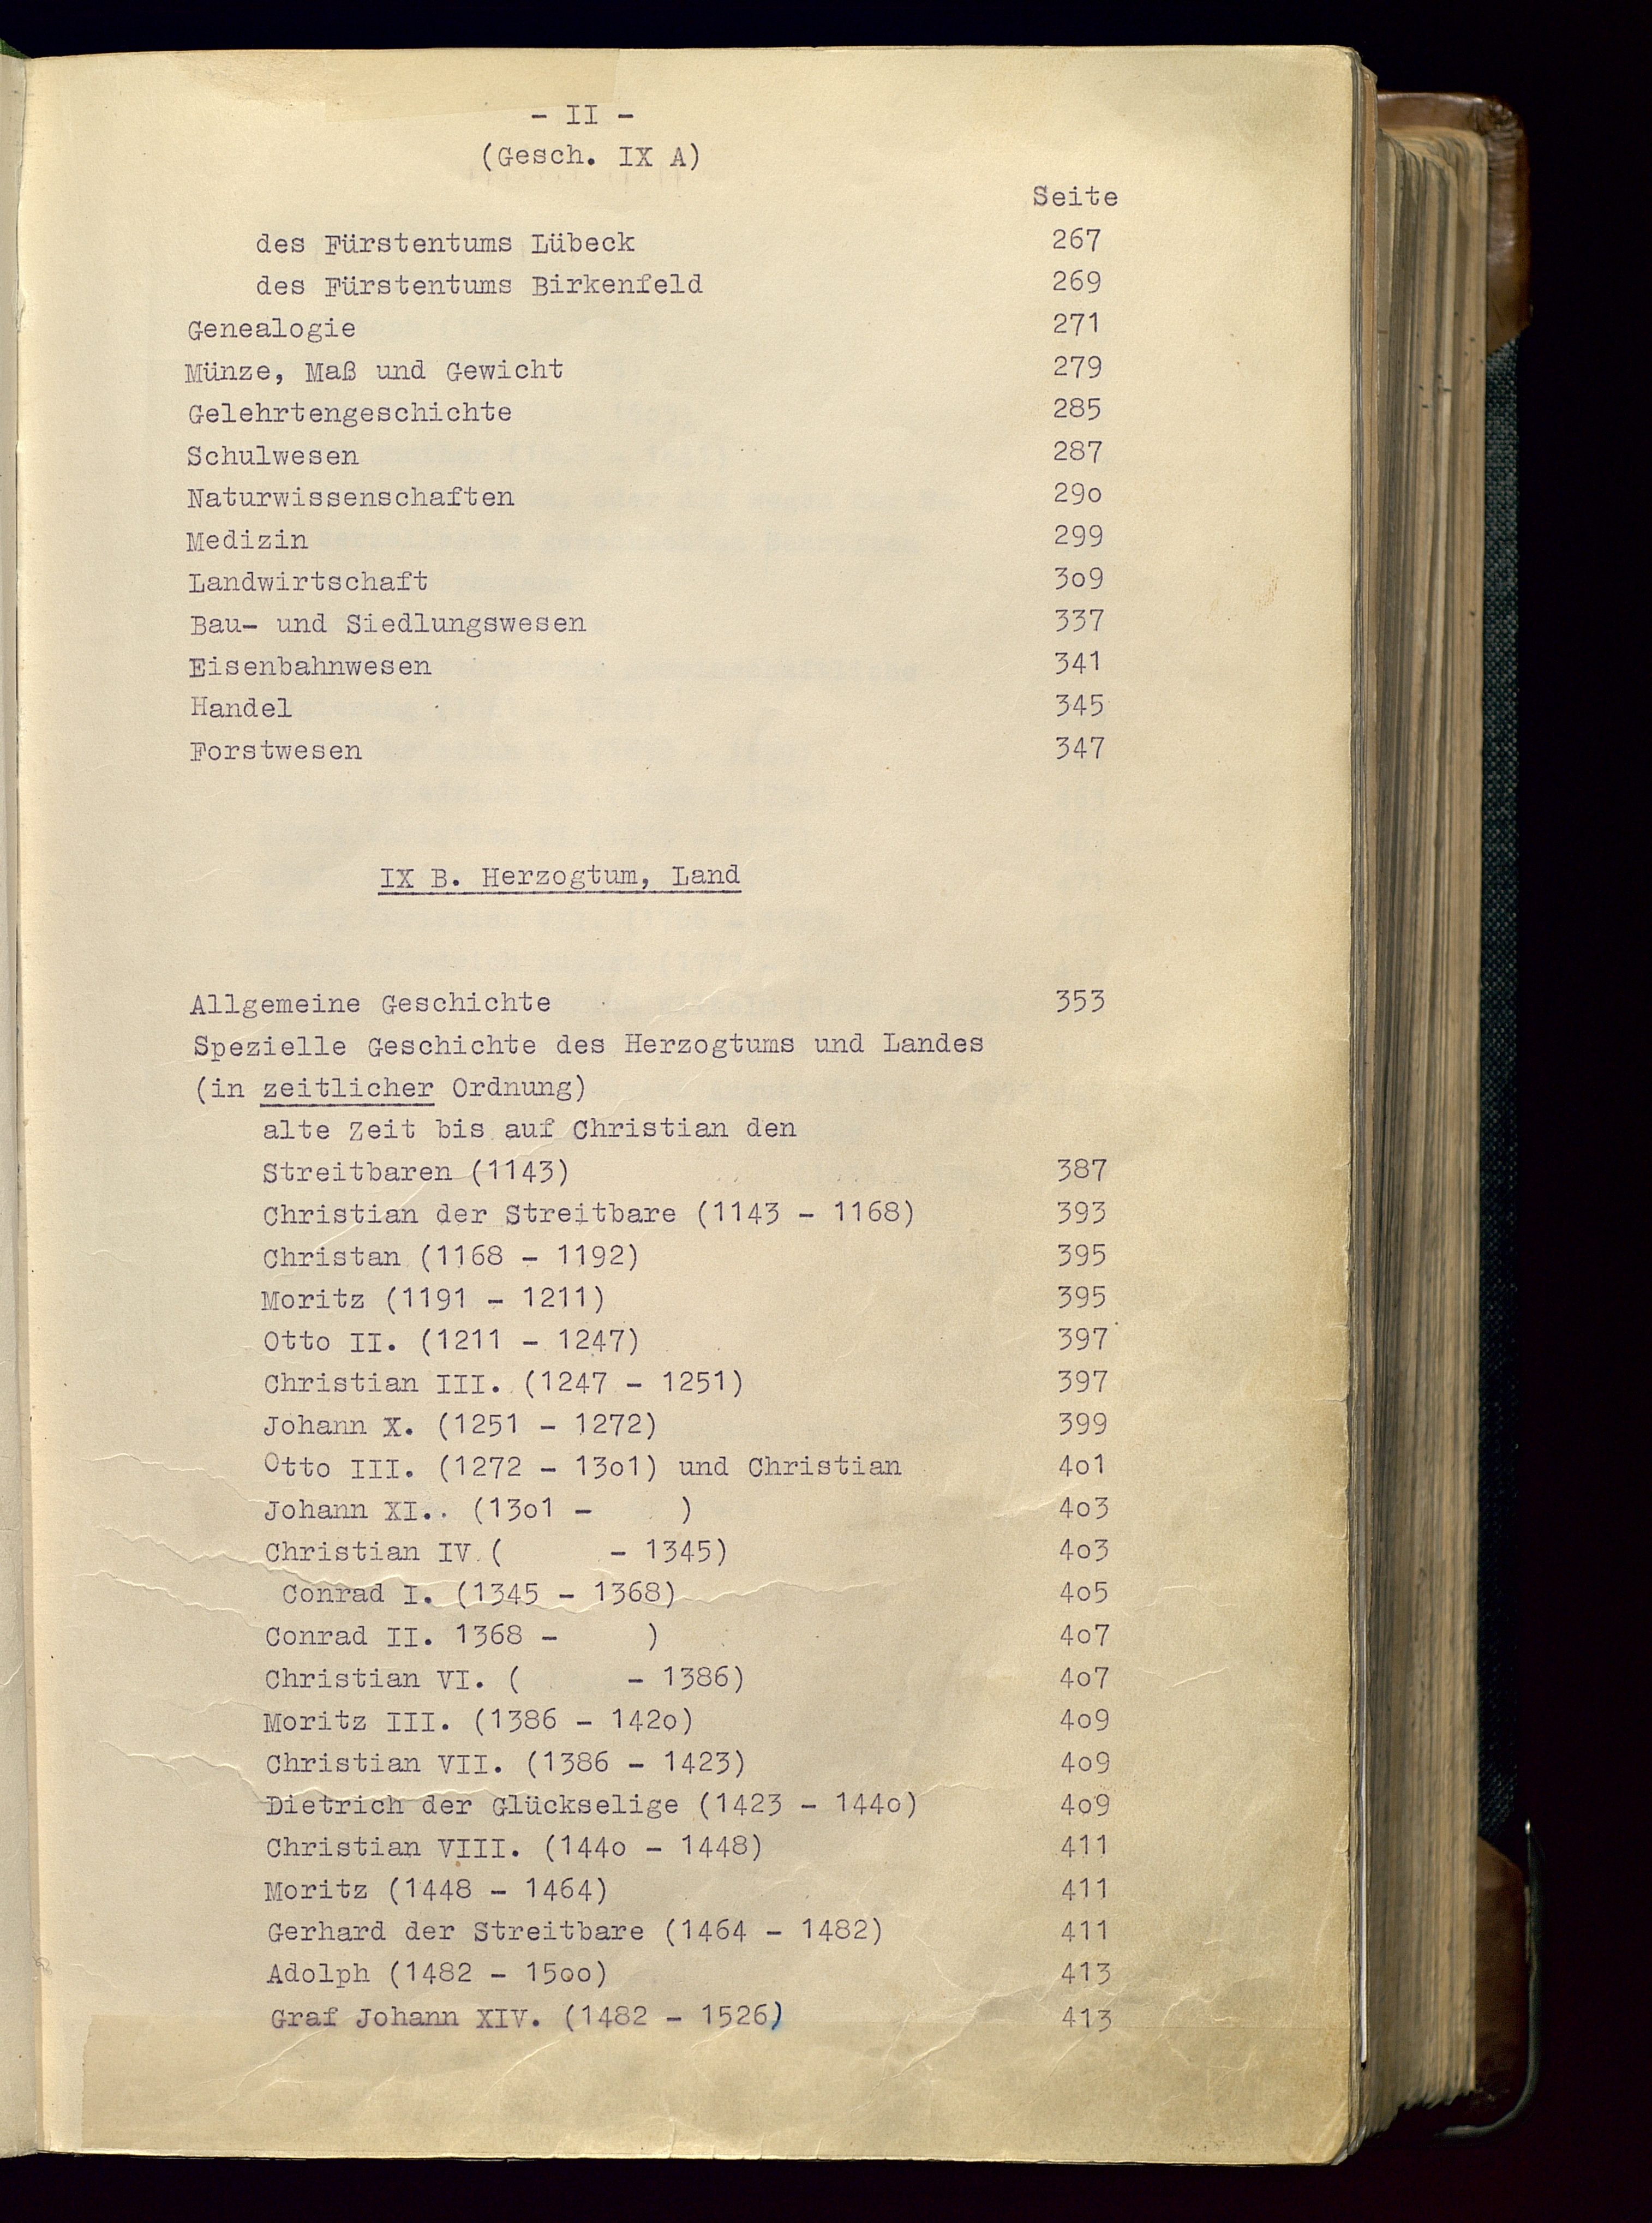 - II -
(Gesch. IX A)
Seite
des Fürstentums Lübeck 267
des Fürstentums Birkenfeld 269
Genealogie 271
Münze, Maß und Gewicht 279
Gelehrtengeschichte 285
Schulwesen 287
Naturwissenschaften 29o
Medizin 299
Landwirtschaft 3o9
Bau- und Siedlungswesen 337
Eisenbahnwesen 341
Handel 345
Forstwesen 347
IX B. Herzogtum, Land
Allgemeine Geschichte 353
Spezielle Geschichte des Herzogtums und Landes
(in zeitlicher Ordnung)
alte Zeit bis auf Christian den
Streitbaren (1143) 387
Christian der Streitbare (1143 - 1168) 393
Christan (1168 - 1192) 395
Moritz (1191 - 1211) 395
Otto II. (1211 - 1247) 397
Christian III. (1247 - 1251) 397
Johann X. (1251 - 1272) 399
Otto III. (1272 - 13o1) und Christian 4o1
Johann XI.. (13o1 - ) 4o3
Christian IV ( - 1345) 4o3
Conrad I. (1345 - 1368) 4o5
Conrad II. 1368 - ) 4o7
Christian VI. ( - 1386) 4o7
Moritz III. (1386 - 142o) 4o9
Christian VII. (1386 - 1423) 4o9
Dietrich der Glückselige (1423 - 144o) 4o9
Christian VIII. (144o - 1448) 411
Moritz (1448 - 1464) 411
Gerhard der Streitbare (1464 - 1482) 411
Adolph (1482 - 15oo) 413
Graf Johann XIV. (1482 - 1526) 413